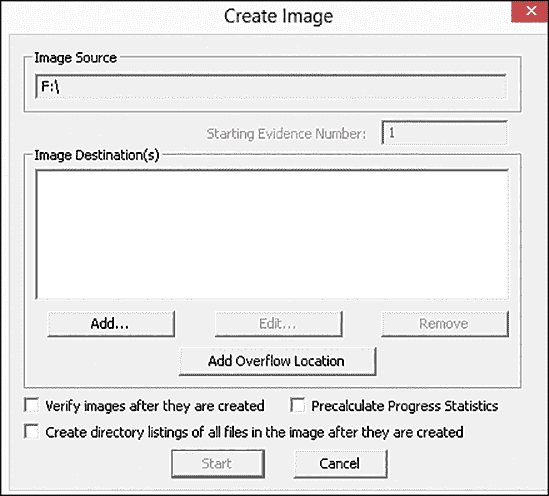 Create Image
Image Source
F:\
Starting Evidence Number: 1
Image Destination(s)
Add... Edit... Remove
Add Overflow Location
Verify images after they are created Precalculate Progress Statistics
Create directory listings of all files in the image after they are created
Start Cancel